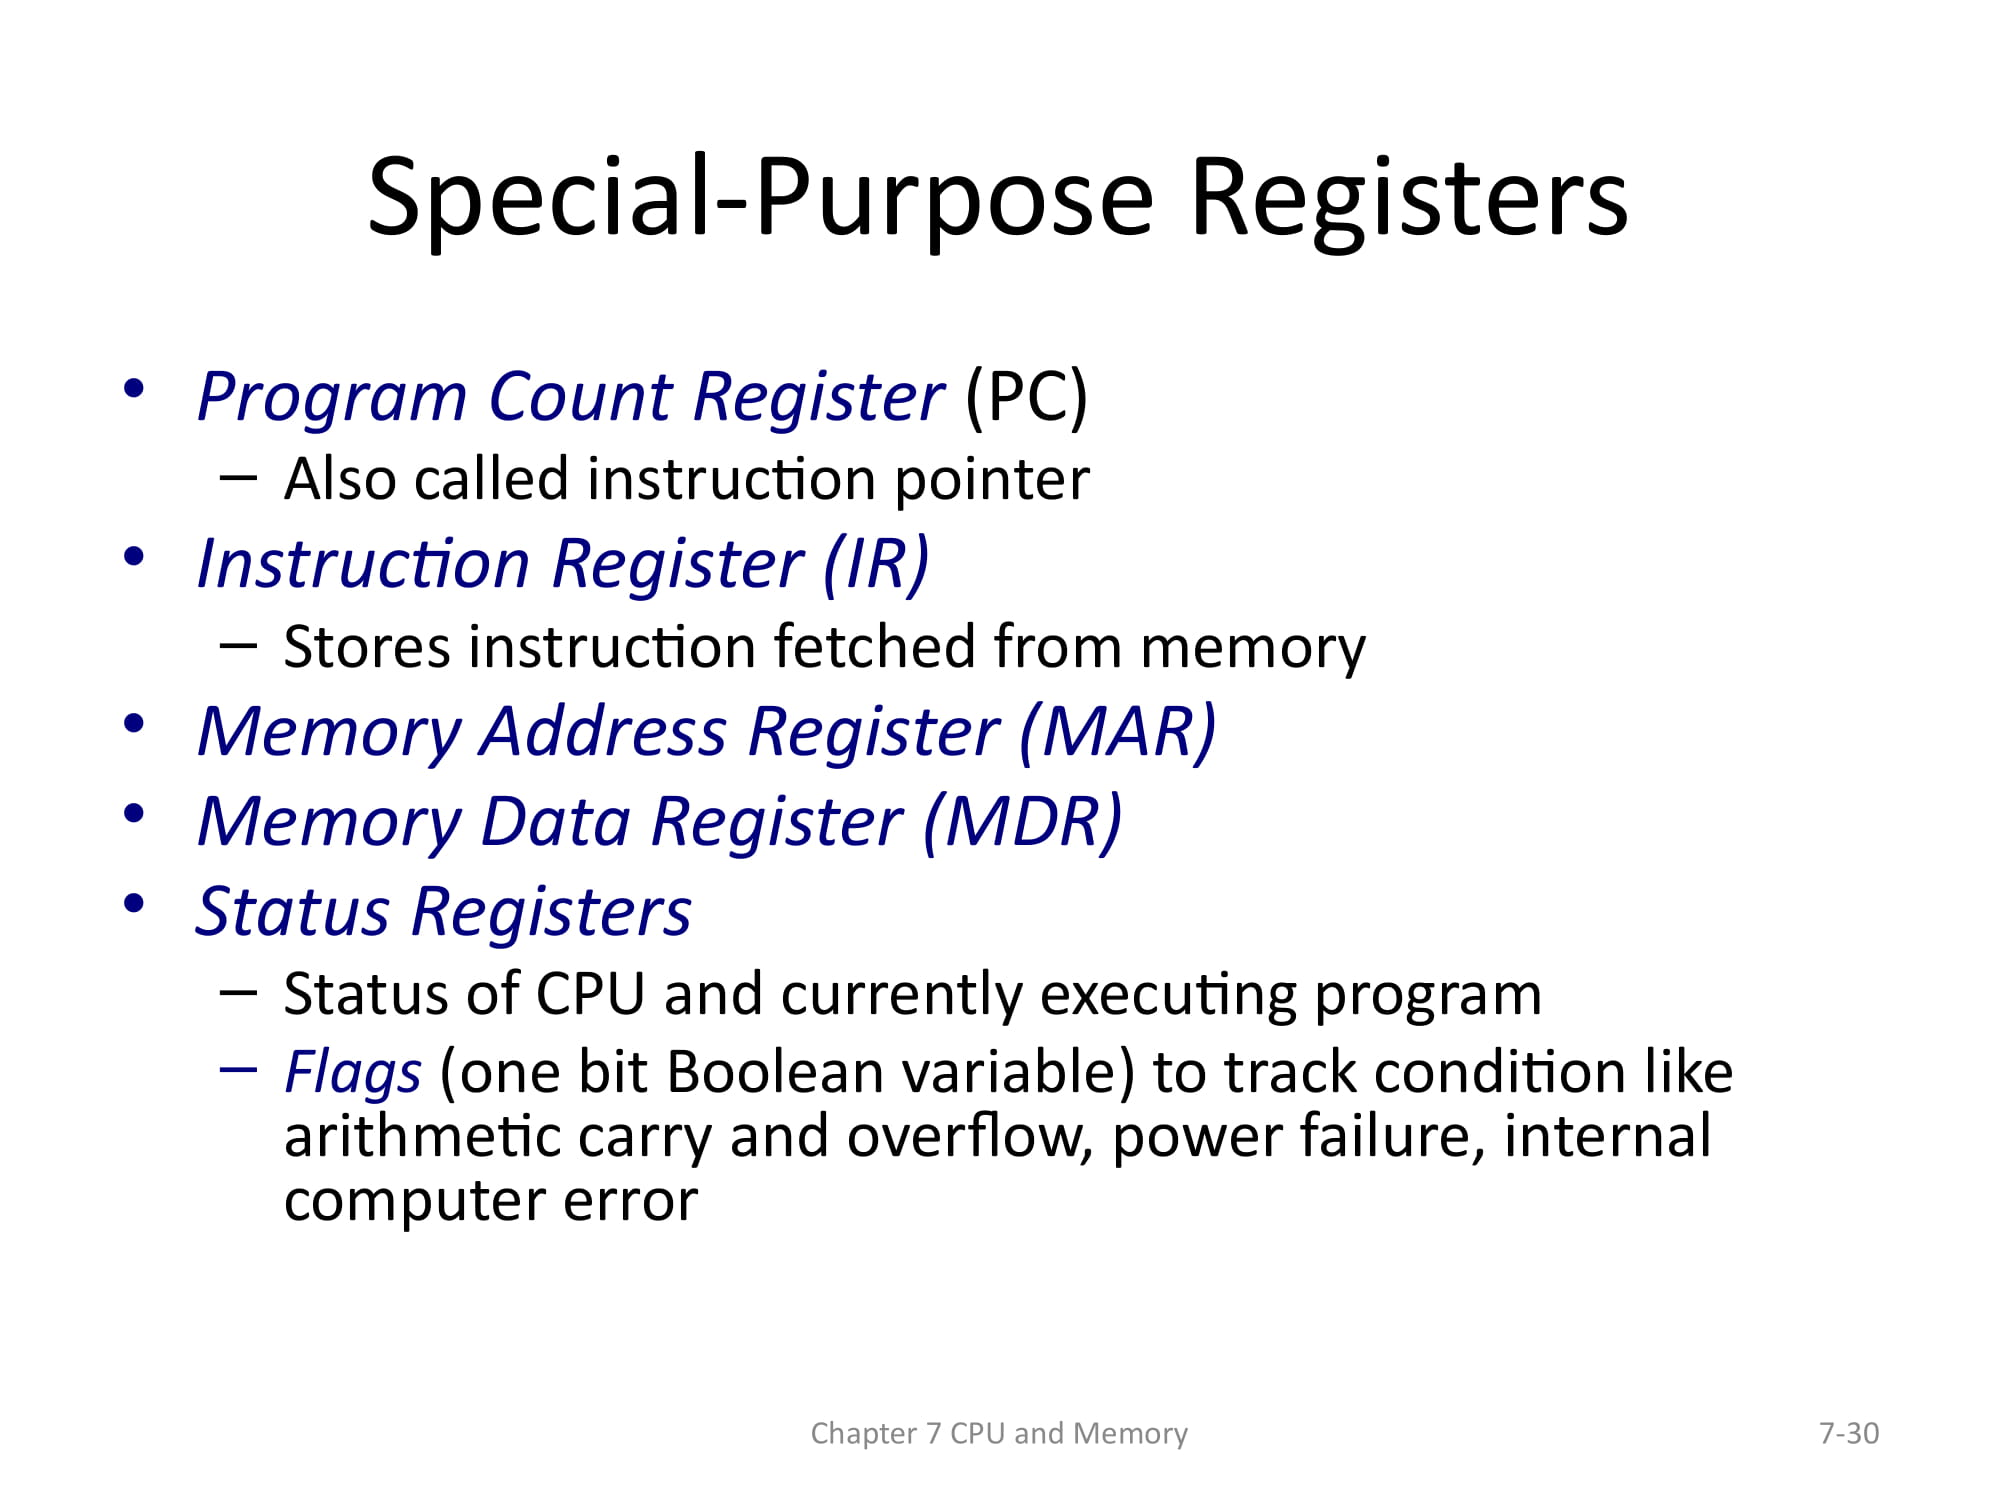 Special-Purpose Registers
• Program Count Register (PC)
– Also called instruction pointer
• Instruction Register (IR)
– Stores instruction fetched from memory
• Memory Address Register (MAR)
• Memory Data Register (MDR)
• Status Registers
– Status of CPU and currently executing program
– Flags (one bit Boolean variable) to track condition like
arithmetic carry and overflow, power failure, internal
computer error
Chapter 7 CPU and Memory
7-30